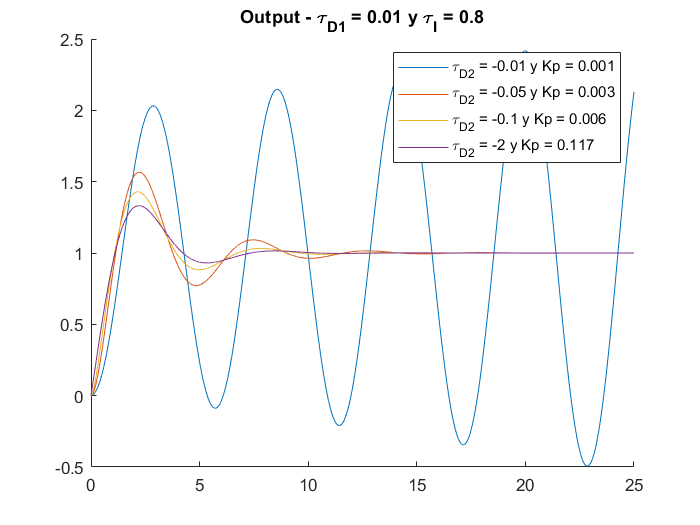 Output - τD1 = 0.01 y τI = 0.8
2.5
2
1.5
1
0.5
0
-0.5
0 5 10 15 20 25
τD2 = -0.01 y Kp = 0.001
τD2 = -0.05 y Kp = 0.003
τD2 = -0.1 y Kp = 0.006
τD2 = -2 y Kp = 0.117